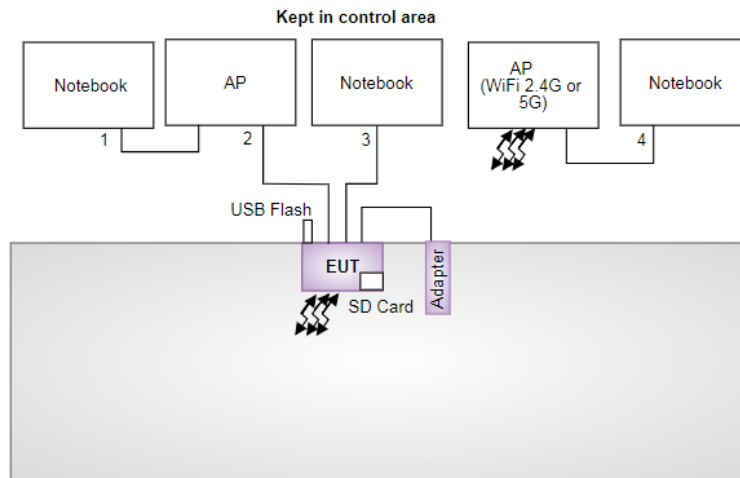 Kept in control area
Notebook
AP
Notebook
AP
(WiFi 2.4G or
5G)
Notebook
1
2
3
4
USB Flash
EUT
SD Card
Adapter